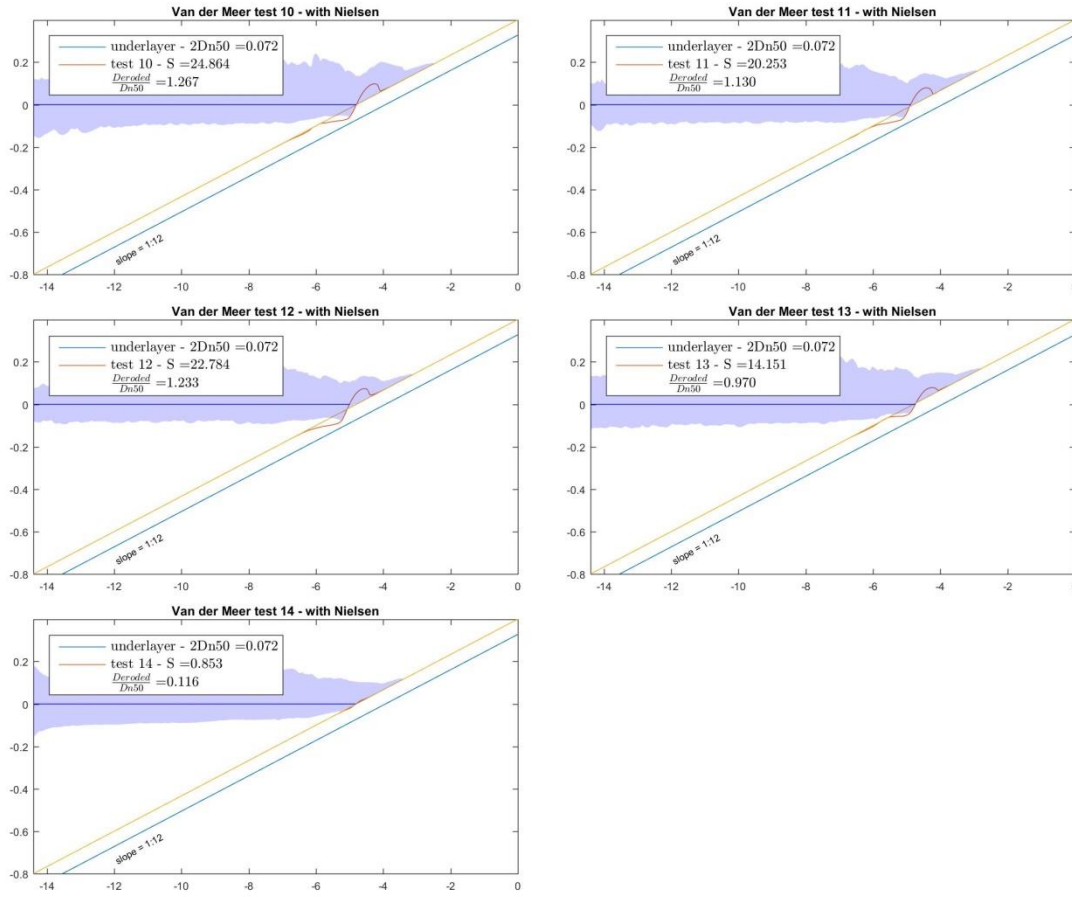 Van der Meer test 10 - with Nielsen
underlayer - 2Dn50 =0.072
test 10 - S =24.864
Deroded/Dn50 =1.267
0.2
0
-0.2
-0.4
-0.6
-0.8
slope = 1:12
-14 -12 -10 -8 -6 -4 -2 0
Van der Meer test 11 - with Nielsen
underlayer - 2Dn50 =0.072
test 11 - S =20.253
Deroded/Dn50 =1.130
0.2
0
-0.2
-0.4
-0.6
-0.8
slope = 1:12
-14 -12 -10 -8 -6 -4 -2
Van der Meer test 12 - with Nielsen
underlayer - 2Dn50 =0.072
test 12 - S =22.784
Deroded/Dn50 =1.233
0.2
0
-0.2
-0.4
-0.6
-0.8
slope = 1:12
-14 -12 -10 -8 -6 -4 -2 0
Van der Meer test 13 - with Nielsen
underlayer - 2Dn50 =0.072
test 13 - S =14.151
Deroded/Dn50 =0.970
0.2
0
-0.2
-0.4
-0.6
-0.8
slope = 1:12
-14 -12 -10 -8 -6 -4 -2
Van der Meer test 14 - with Nielsen
underlayer - 2Dn50 =0.072
test 14 - S =0.853
Deroded/Dn50 =0.116
0.2
0
-0.2
-0.4
-0.6
-0.8
slope = 1:12
-14 -12 -10 -8 -6 -4 -2 0